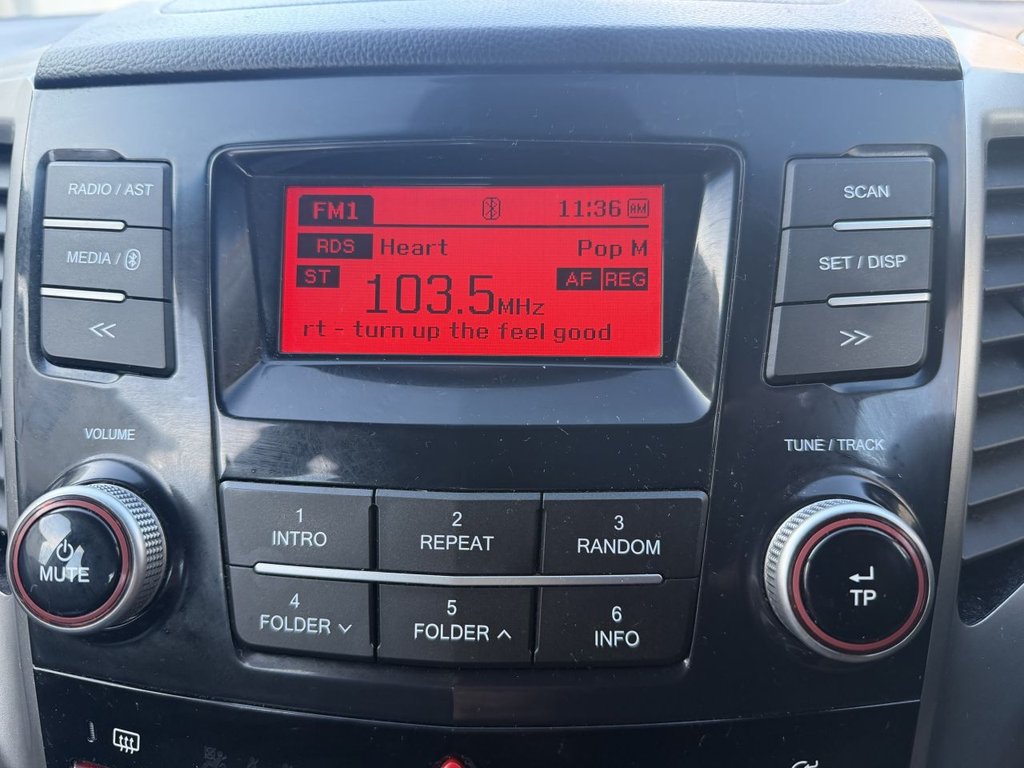 RADIO / AST
MEDIA /
<<
FM1
11:36 AM
RDS Heart Pop M
ST
AF REG
103.5MHz
rt - turn up the feel good
SCAN
SET / DISP
>>
VOLUME
MUTE
1
INTRO
2
REPEAT
3
RANDOM
4
FOLDER
5
FOLDER
6
INFO
TUNE / TRACK
TP